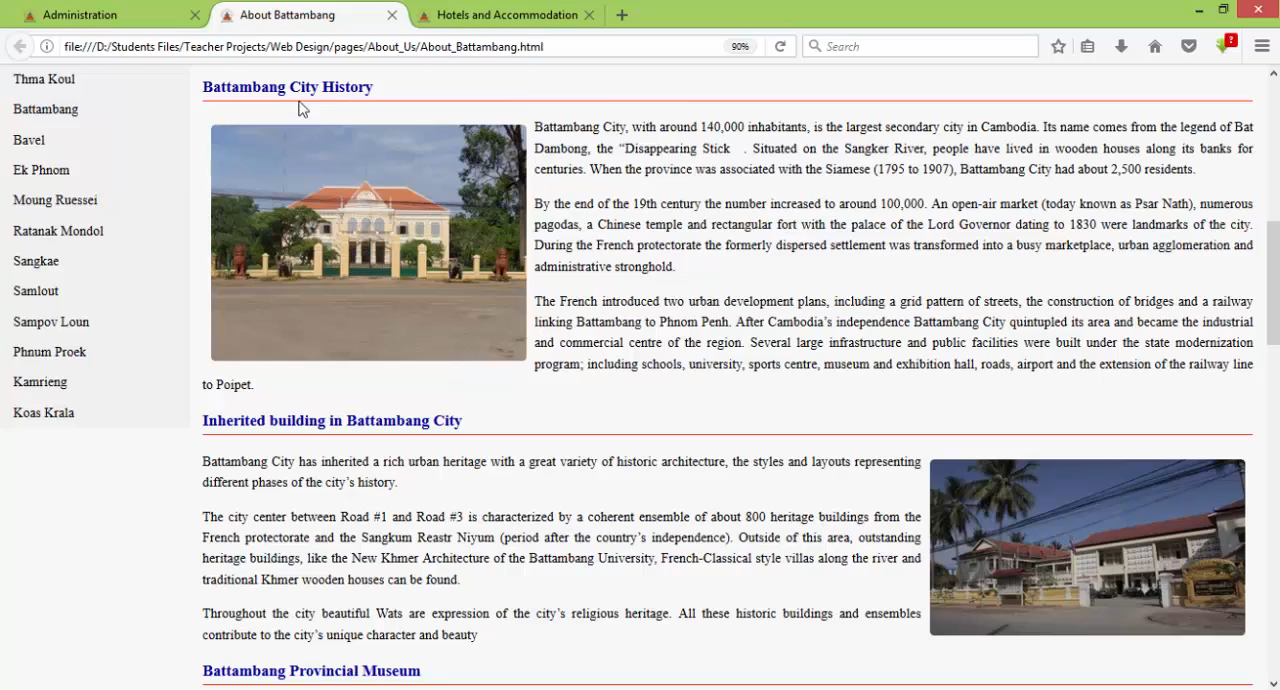 Administration
About Battambang
Hotels and Accommodation
file:///D:/Students Files/Teacher Projects/Web Design/pages/About_Us/About_Battambang.html
90%
Search
?
Thma Koul
Battambang
Bavel
Ek Phnom
Moung Ruessei
Ratanak Mondol
Sangkae
Samlout
Sampov Loun
Phnum Proek
Kamrieng
Koas Krala
Battambang City History
Battambang City, with around 140,000 inhabitants, is the largest secondary city in Cambodia. Its name comes from the legend of Bat
Dambong, the “Disappearing Stick . Situated on the Sangker River, people have lived in wooden houses along its banks for
centuries. When the province was associated with the Siamese (1795 to 1907), Battambang City had about 2,500 residents.
By the end of the 19th century the number increased to around 100,000. An open-air market (today known as Psar Nath), numerous
pagodas, a Chinese temple and rectangular fort with the palace of the Lord Governor dating to 1830 were landmarks of the city.
During the French protectorate the formerly dispersed settlement was transformed into a busy marketplace, urban agglomeration and
administrative stronghold.
The French introduced two urban development plans, including a grid pattern of streets, the construction of bridges and a railway
linking Battambang to Phnom Penh. After Cambodia’s independence Battambang City quintupled its area and became the industrial
and commercial centre of the region. Several large infrastructure and public facilities were built under the state modernization
program; including schools, university, sports centre, museum and exhibition hall, roads, airport and the extension of the railway line
to Poipet.
Inherited building in Battambang City
Battambang City has inherited a rich urban heritage with a great variety of historic architecture, the styles and layouts representing
different phases of the city’s history.
The city center between Road #1 and Road #3 is characterized by a coherent ensemble of about 800 heritage buildings from the
French protectorate and the Sangkum Reastr Niyum (period after the country’s independence). Outside of this area, outstanding
heritage buildings, like the New Khmer Architecture of the Battambang University, French-Classical style villas along the river and
traditional Khmer wooden houses can be found.
Throughout the city beautiful Wats are expression of the city’s religious heritage. All these historic buildings and ensembles
contribute to the city’s unique character and beauty
Battambang Provincial Museum